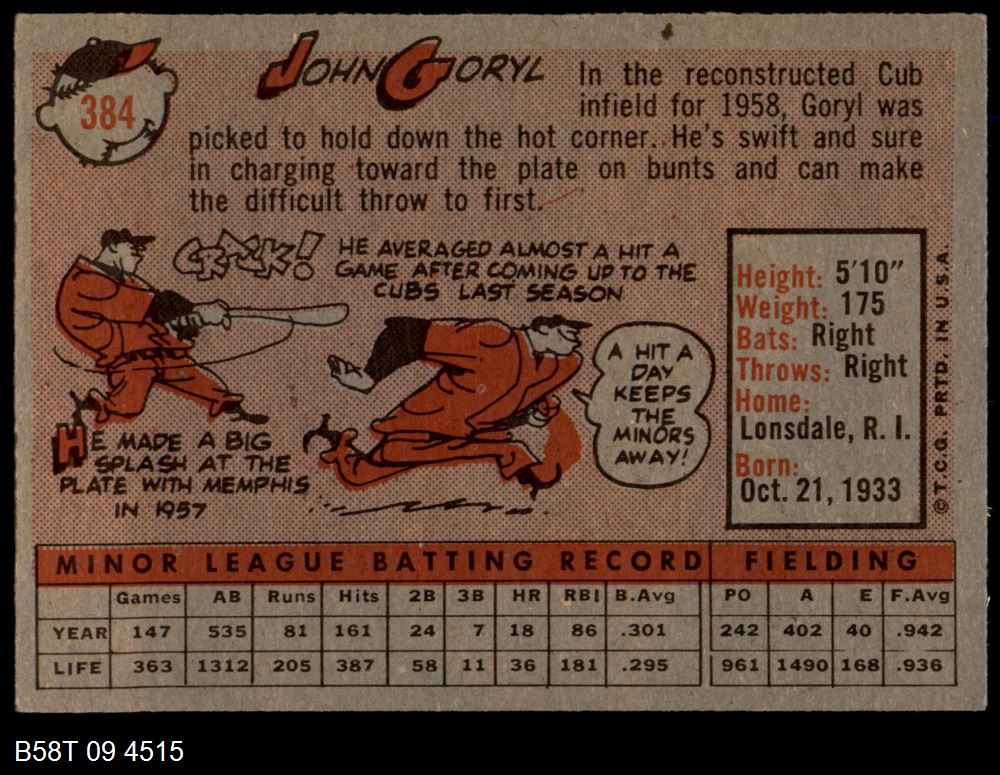 384
JOHN GORYL
In the reconstructed Cub
infield for 1958, Goryl was
picked to hold down the hot corner. He's swift and sure
in charging toward the plate on bunts and can make
the difficult throw to first.
CRACK!
HE AVERAGED ALMOST A HIT A
GAME AFTER COMING UP TO THE
CUBS LAST SEASON
A HIT A
DAY
KEEPS
THE
MINORS
AWAY!
HE MADE A BIG
SPLASH AT THE
PLATE WITH MEMPHIS
IN 1957
Height: 5'10"
Weight: 175
Bats: Right
Throws: Right
Home:
Lonsdale, R. I.
Born:
Oct. 21, 1933
© T.C.G. PRTD. IN U.S.A.
MINOR LEAGUE BATTING RECORD FIELDING
Games AB Runs Hits 2B 3B HR RBI B.Avg PO A E F.Avg
YEAR 147 535 81 161 24 7 18 86 .301 242 402 40 .942
LIFE 363 1312 205 387 58 11 36 181 .295 961 1490 168 .936
B58T 09 4515